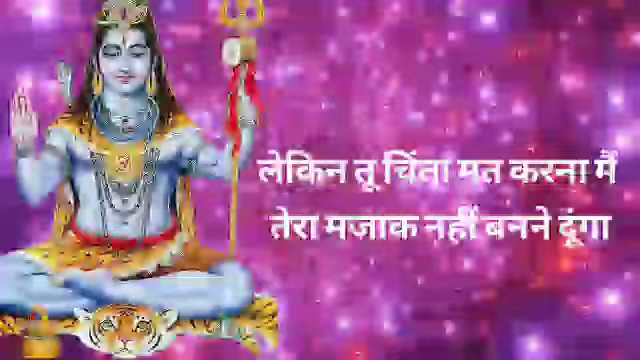 लेकिन तू चिंता मत करना मैं
तेरा मजाक नहीं बनने दूंगा